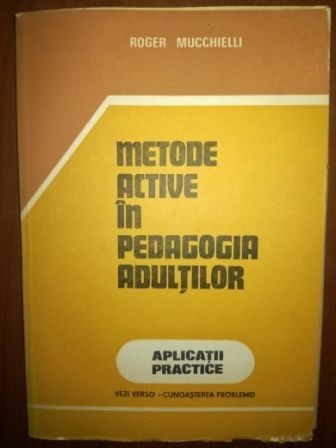 ROGER MUCCHIELLI
METODE
ACTIVE
ÎN
PEDAGOGIA
ADULȚILOR
APLICAȚII
PRACTICE
VEZI VERSO – CUNOAȘTEREA PROBLEMEI